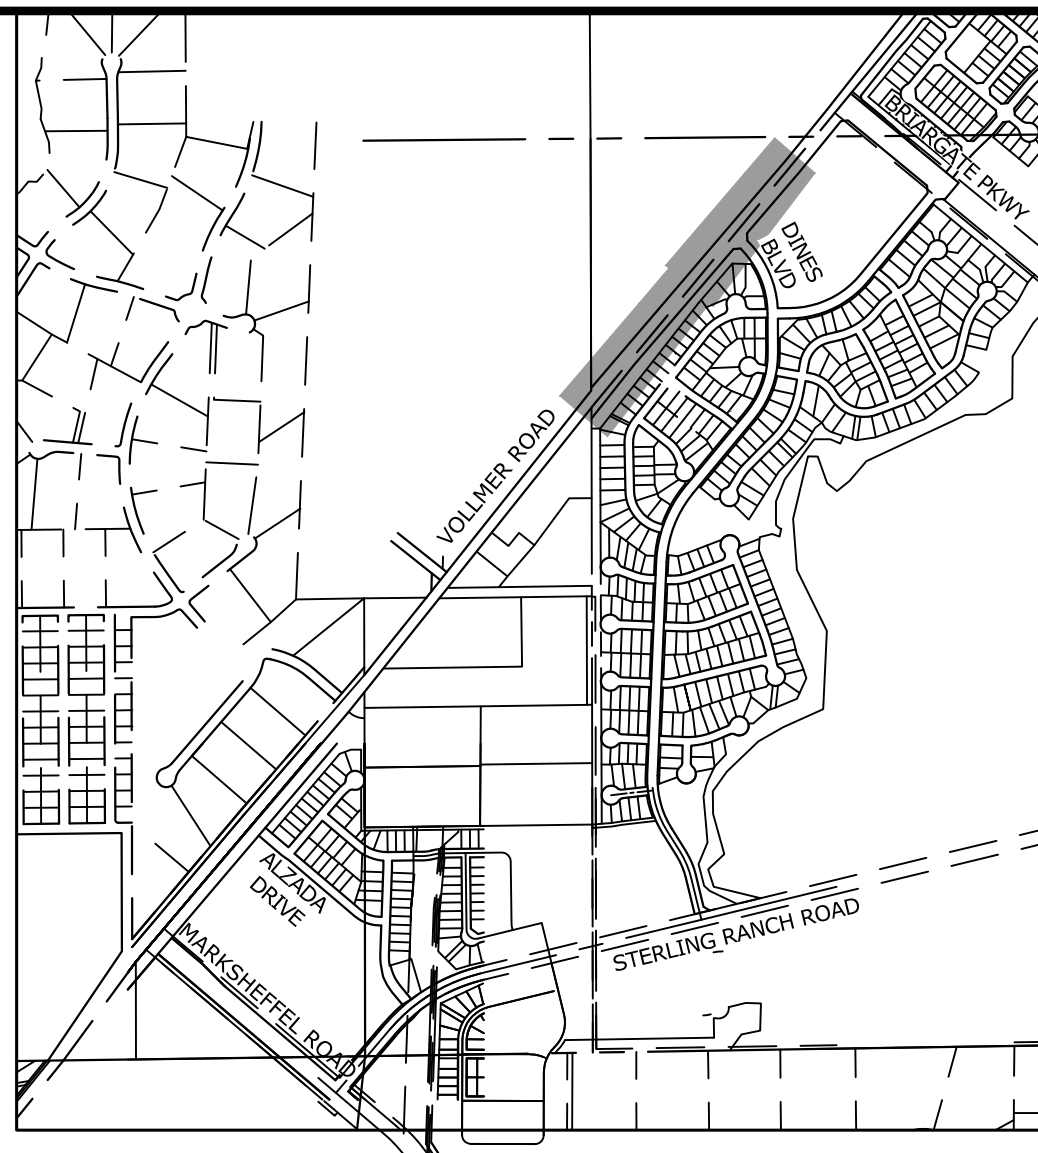 BRIARGATE PKWY
DINES
BLVD
VOLLMER ROAD
ALZADA
DRIVE
STERLING RANCH ROAD
MARKSHEFFEL ROAD